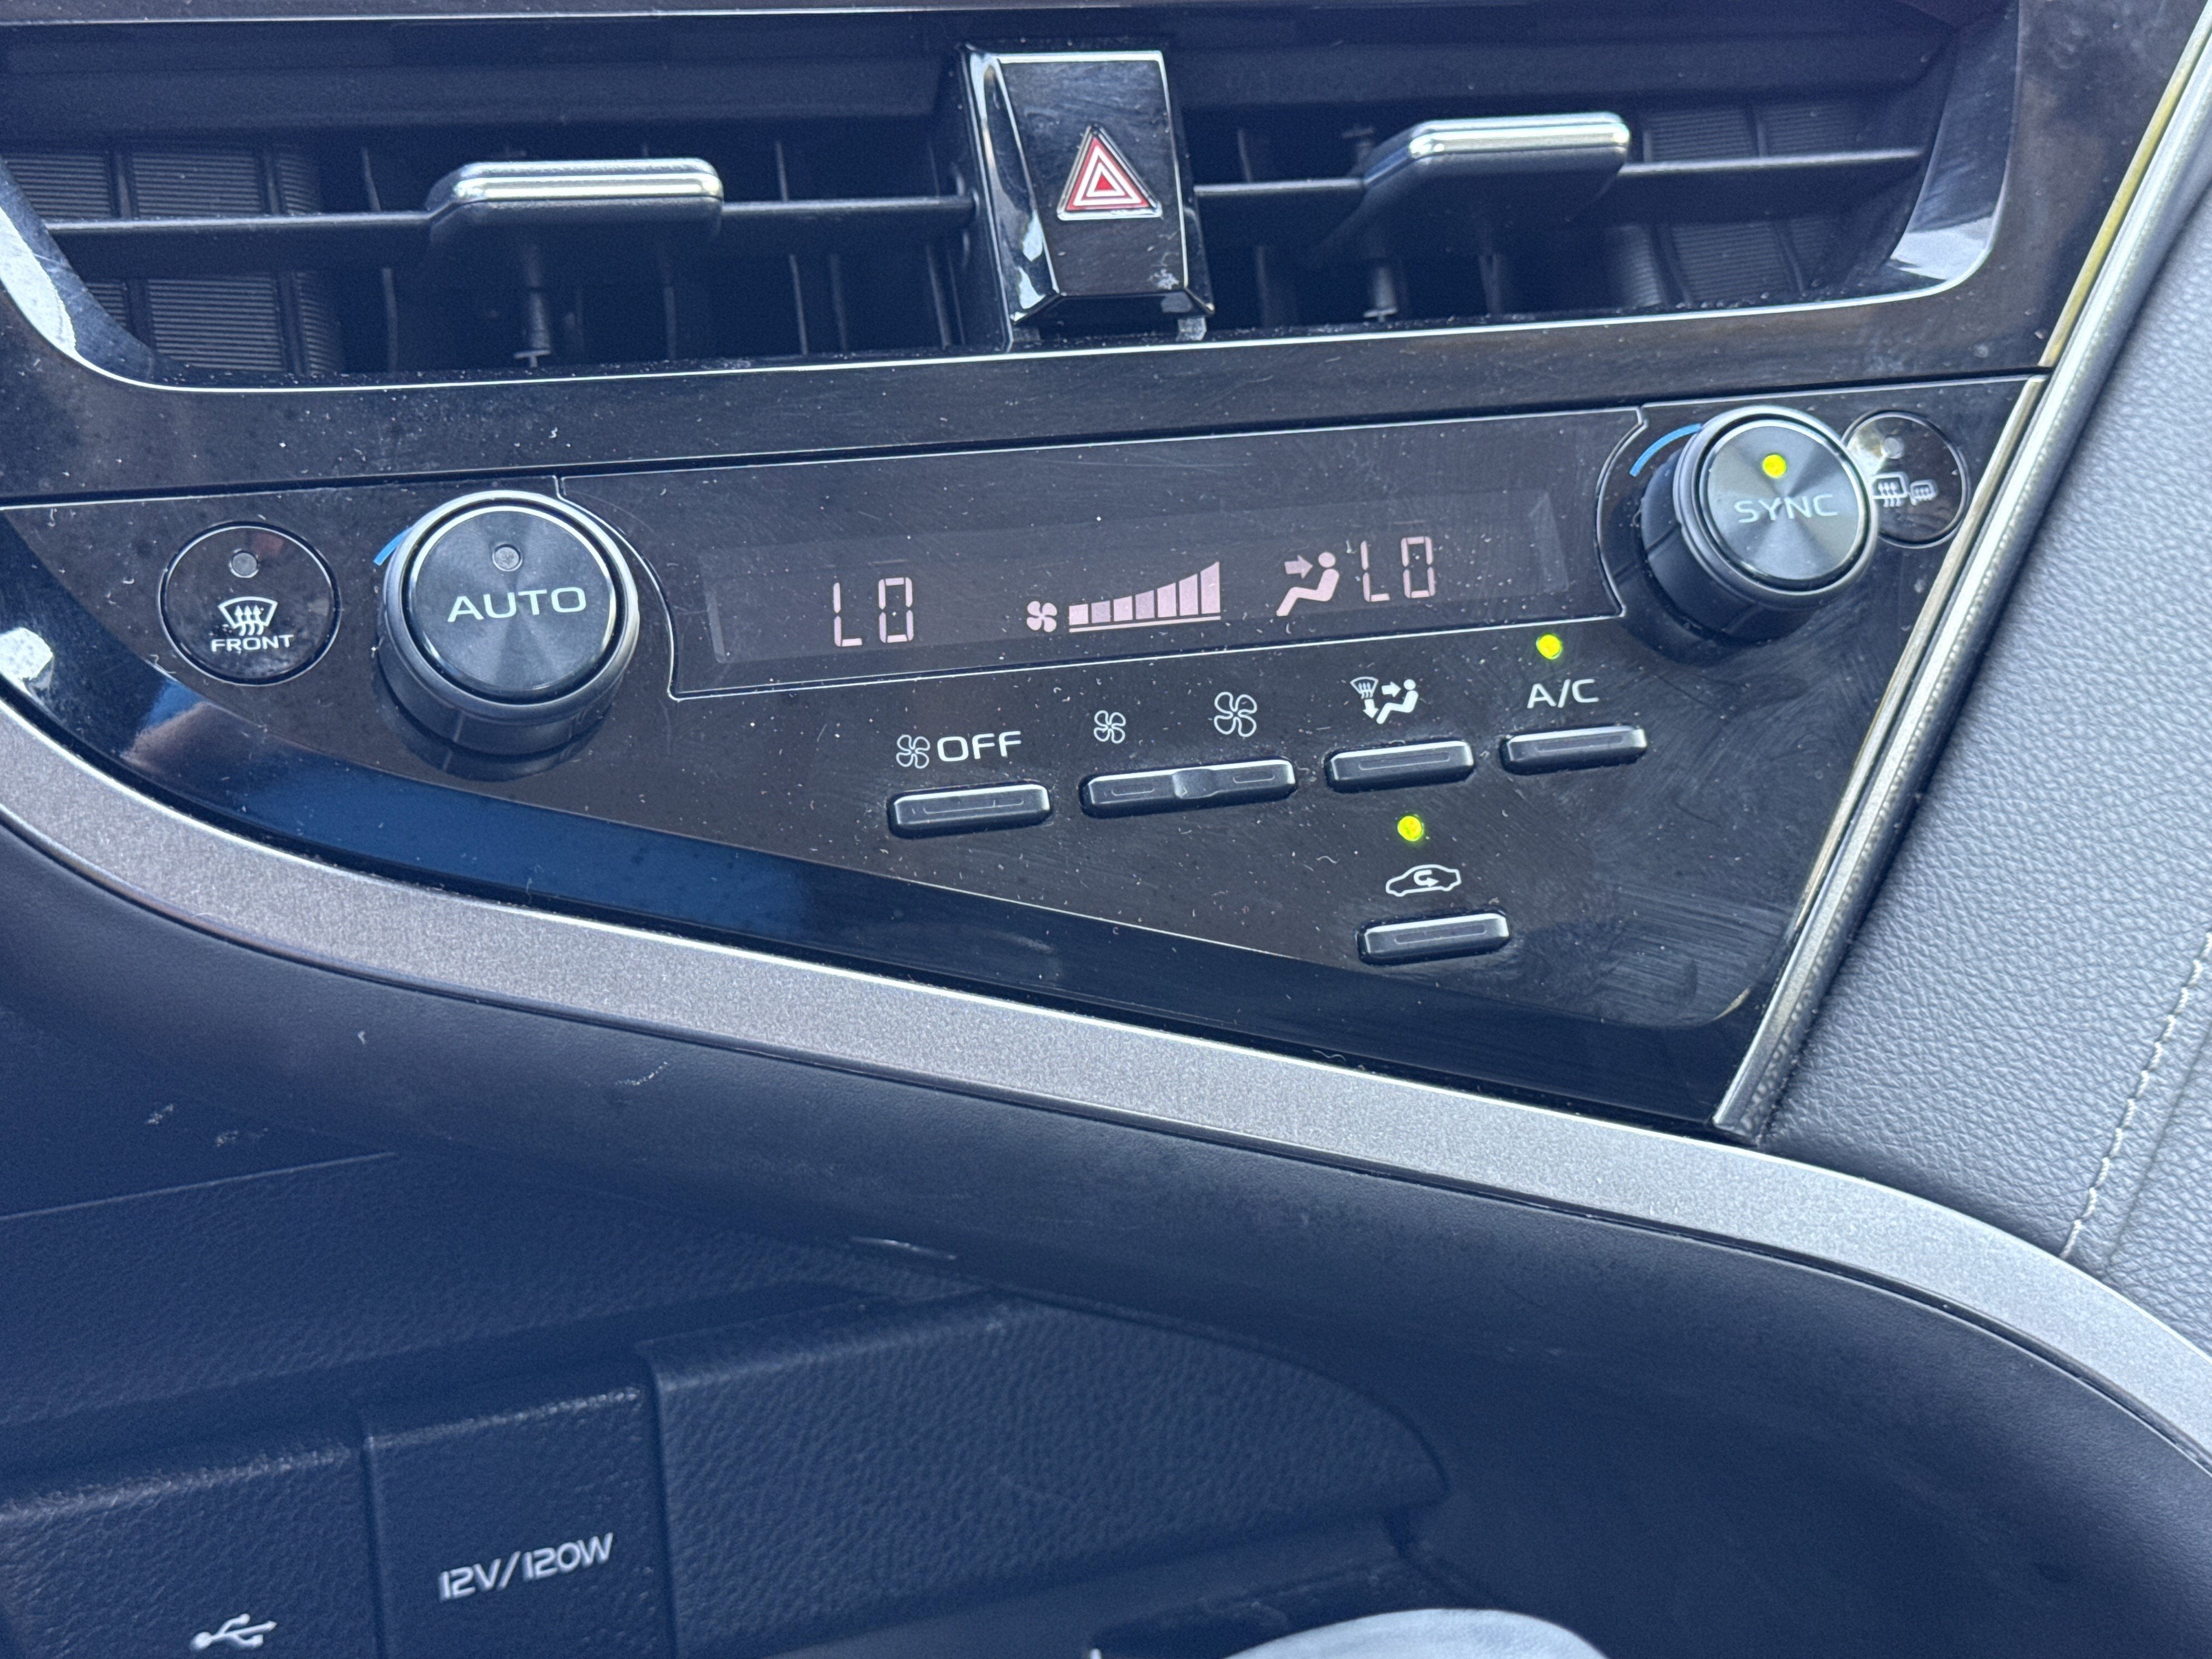 SYNC
AUTO
LO
LO
FRONT
OFF
A/C
12V/120W